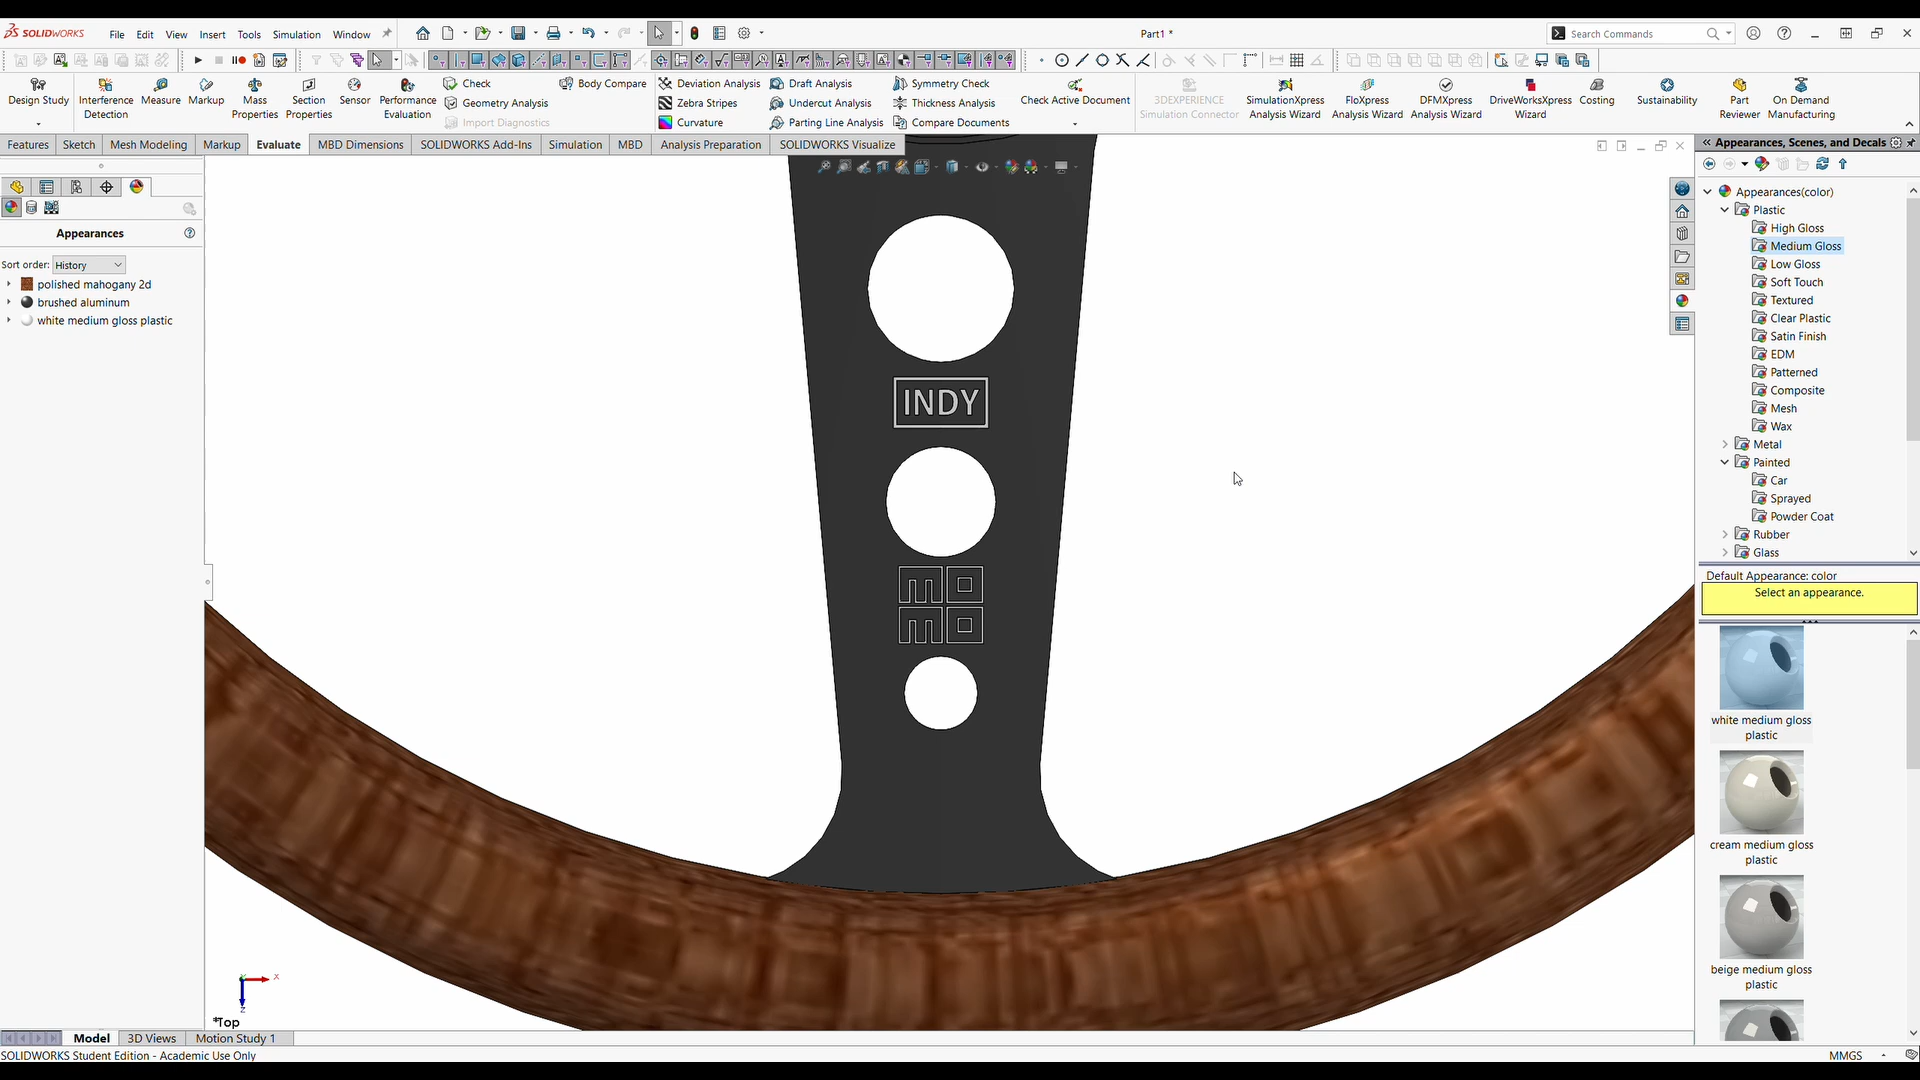 SOLIDWORKS File Edit View Insert Tools Simulation Window Part1 * Search Commands
Design Study Interference Detection Measure Markup Mass Properties Section Properties Sensor Performance Evaluation
Check Body Compare
Geometry Analysis
Import Diagnostics
Deviation Analysis Draft Analysis Symmetry Check
Zebra Stripes Undercut Analysis Thickness Analysis
Curvature Parting Line Analysis Compare Documents
Check Active Document 3DEXPERIENCE Simulation Connector SimulationXpress Analysis Wizard FloXpress Analysis Wizard DFMXpress Analysis Wizard DriveWorksXpress Wizard Costing Sustainability Part Reviewer On Demand Manufacturing
Features Sketch Mesh Modeling Markup Evaluate MBD Dimensions SOLIDWORKS Add-Ins Simulation MBD Analysis Preparation SOLIDWORKS Visualize
Appearances
Sort order: History
polished mahogany 2d
brushed aluminum
white medium gloss plastic
INDY
mo
mo
*Top
X
Z
Appearances, Scenes, and Decals
Appearances(color)
Plastic
High Gloss
Medium Gloss
Low Gloss
Soft Touch
Textured
Clear Plastic
Satin Finish
EDM
Patterned
Composite
Mesh
Wax
Metal
Painted
Car
Sprayed
Powder Coat
Rubber
Glass
Default Appearance: color
Select an appearance.
white medium gloss
plastic
cream medium gloss
plastic
beige medium gloss
plastic
Model 3D Views Motion Study 1
SOLIDWORKS Student Edition - Academic Use Only MMGS